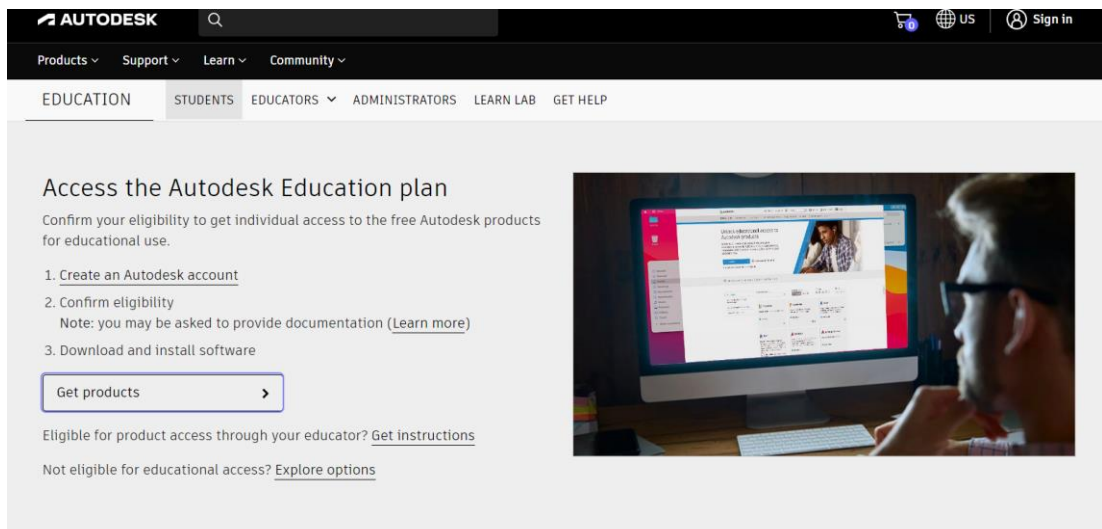 AUTODESK
0
US
Sign in
Products
Support
Learn
Community
EDUCATION
STUDENTS
EDUCATORS
ADMINISTRATORS
LEARN LAB
GET HELP
Access the Autodesk Education plan
Confirm your eligibility to get individual access to the free Autodesk products
for educational use.
1. Create an Autodesk account
2. Confirm eligibility
Note: you may be asked to provide documentation (Learn more)
3. Download and install software
Get products
Eligible for product access through your educator? Get instructions
Not eligible for educational access? Explore options